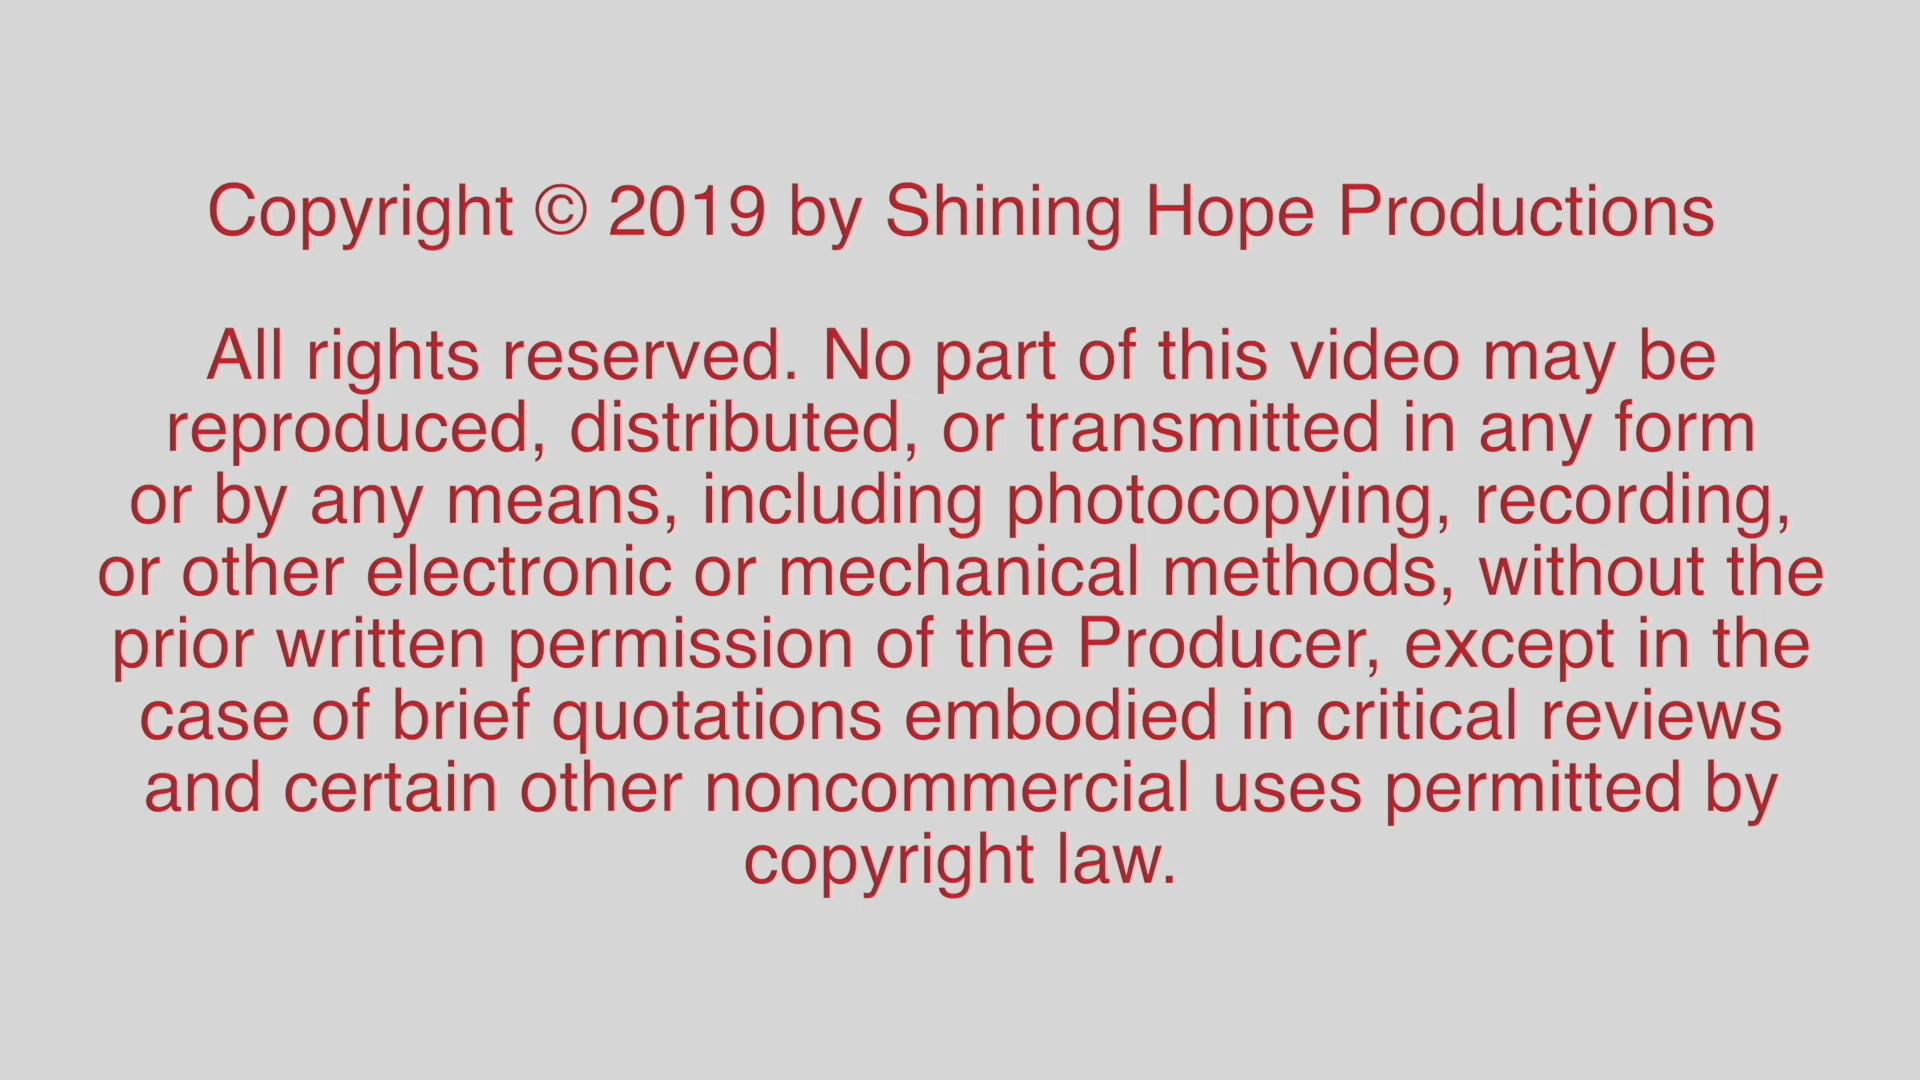 Copyright © 2019 by Shining Hope Productions
All rights reserved. No part of this video may be
reproduced, distributed, or transmitted in any form
or by any means, including photocopying, recording,
or other electronic or mechanical methods, without the
prior written permission of the Producer, except in the
case of brief quotations embodied in critical reviews
and certain other noncommercial uses permitted by
copyright law.